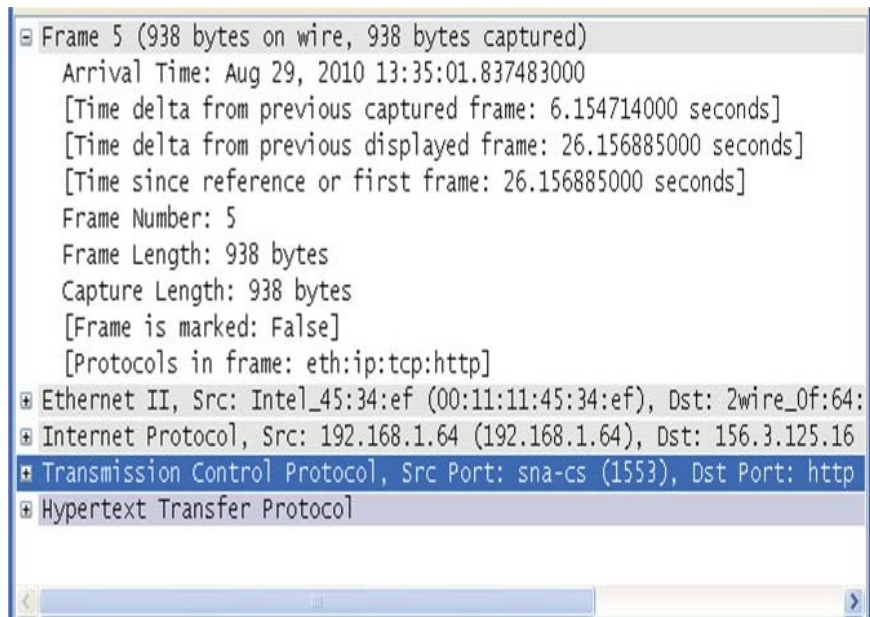 Frame 5 (938 bytes on wire, 938 bytes captured)
Arrival Time: Aug 29, 2010 13:35:01.837483000
[Time delta from previous captured frame: 6.154714000 seconds]
[Time delta from previous displayed frame: 26.156885000 seconds]
[Time since reference or first frame: 26.156885000 seconds]
Frame Number: 5
Frame Length: 938 bytes
Capture Length: 938 bytes
[Frame is marked: False]
[Protocols in frame: eth:ip:tcp:http]
Ethernet II, Src: Intel_45:34:ef (00:11:11:45:34:ef), Dst: 2wire_0f:64:
Internet Protocol, Src: 192.168.1.64 (192.168.1.64), Dst: 156.3.125.16
Transmission Control Protocol, Src Port: sna-cs (1553), Dst Port: http
Hypertext Transfer Protocol